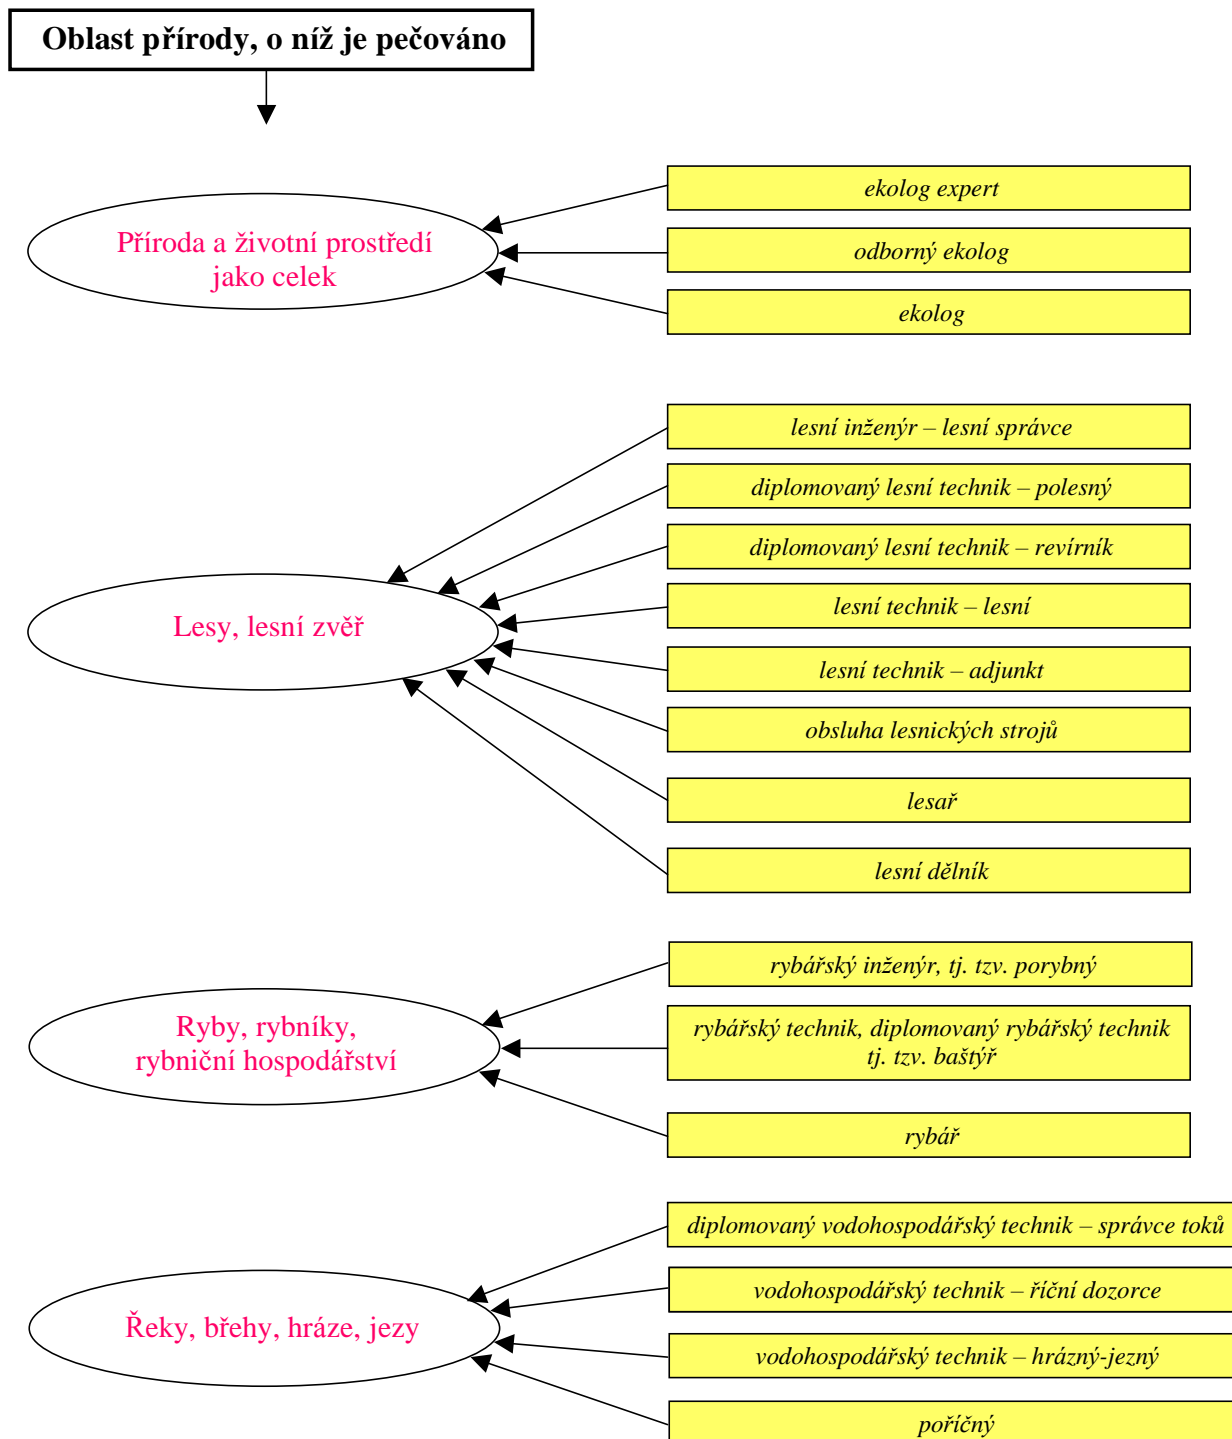 Oblast přírody, o níž je pečováno
Příroda a životní prostředí
jako celek
ekolog expert
odborný ekolog
ekolog
Lesy, lesní zvěř
lesní inženýr – lesní správce
diplomovaný lesní technik – polesný
diplomovaný lesní technik – revírník
lesní technik – lesní
lesní technik – adjunkt
obsluha lesnických strojů
lesař
lesní dělník
Ryby, rybníky,
rybniční hospodářství
rybářský inženýr, tj. tzv. porybný
rybářský technik, diplomovaný rybářský technik
tj. tzv. baštýř
rybář
Řeky, břehy, hráze, jezy
diplomovaný vodohospodářský technik – správce toků
vodohospodářský technik – říční dozorce
vodohospodářský technik – hrázný-jezný
poříčný